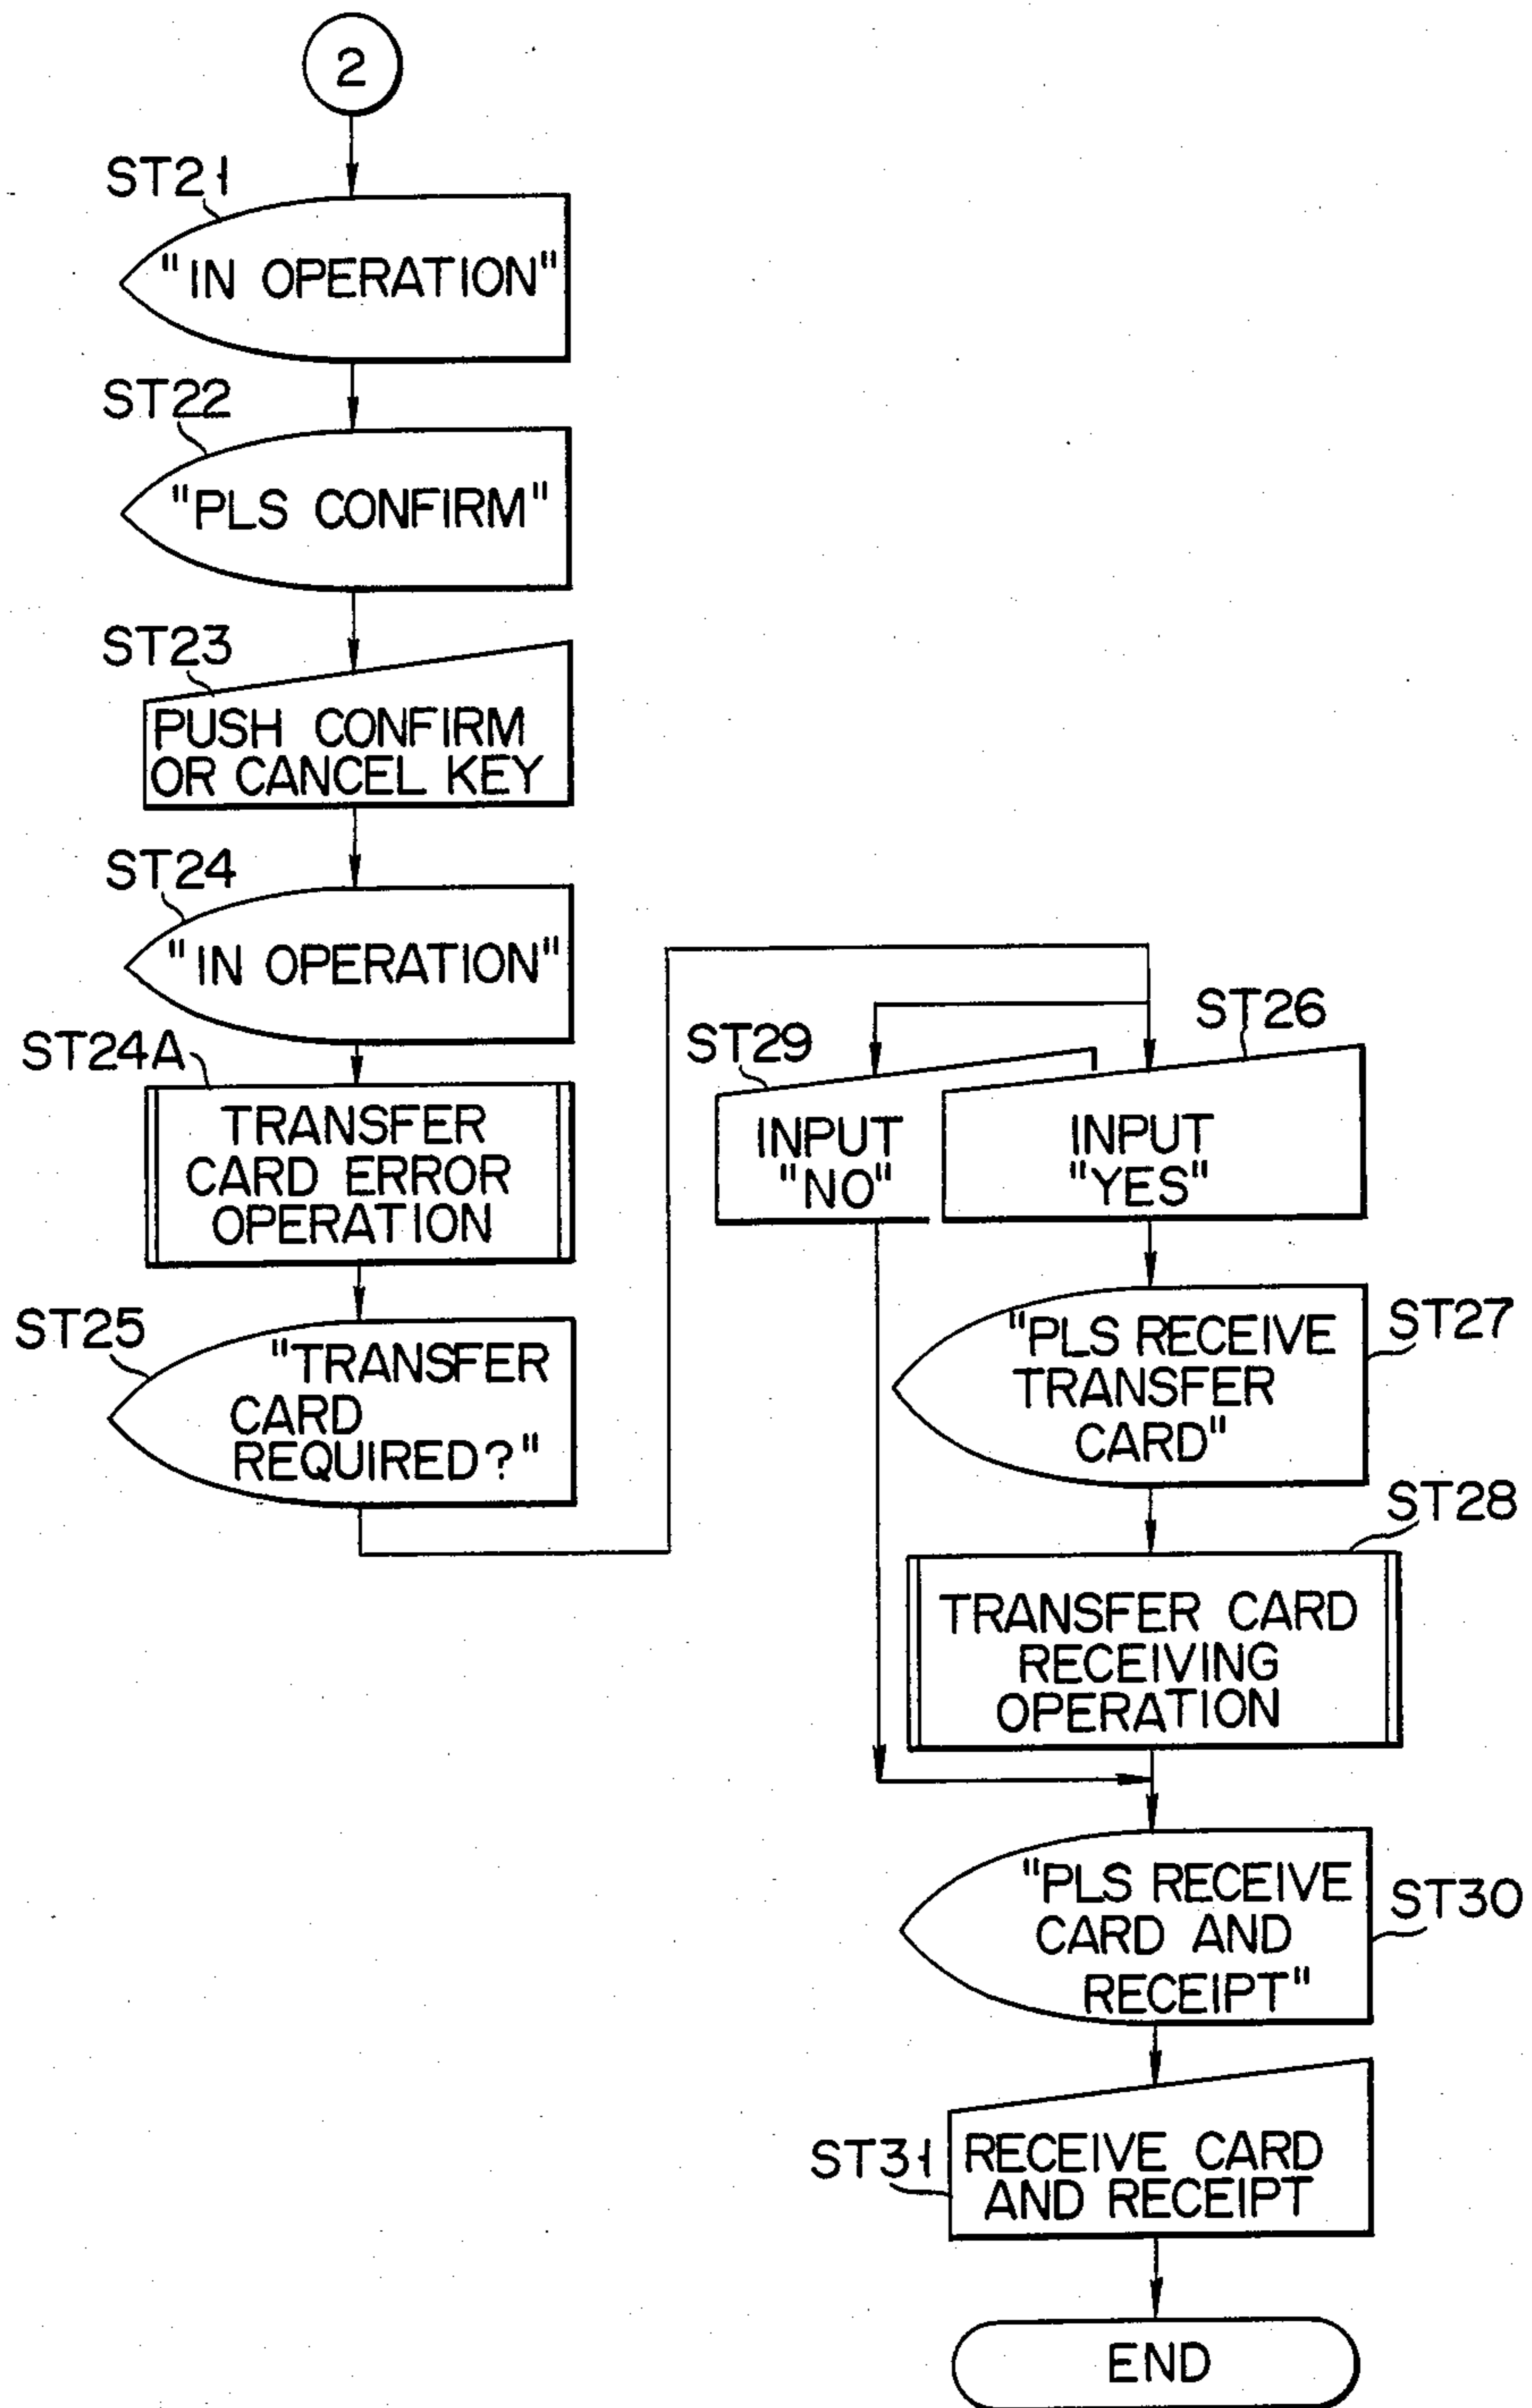 2
ST21
"IN OPERATION"
ST22
"PLS CONFIRM"
ST23
PUSH CONFIRM
OR CANCEL KEY
ST24
"IN OPERATION"
ST24A
TRANSFER
CARD ERROR
OPERATION
ST25
"TRANSFER
CARD
REQUIRED?"
ST29
INPUT
"NO"
ST26
INPUT
"YES"
ST27
"PLS RECEIVE
TRANSFER
CARD"
ST28
TRANSFER CARD
RECEIVING
OPERATION
ST30
"PLS RECEIVE
CARD AND
RECEIPT"
ST31
RECEIVE CARD
AND RECEIPT
END